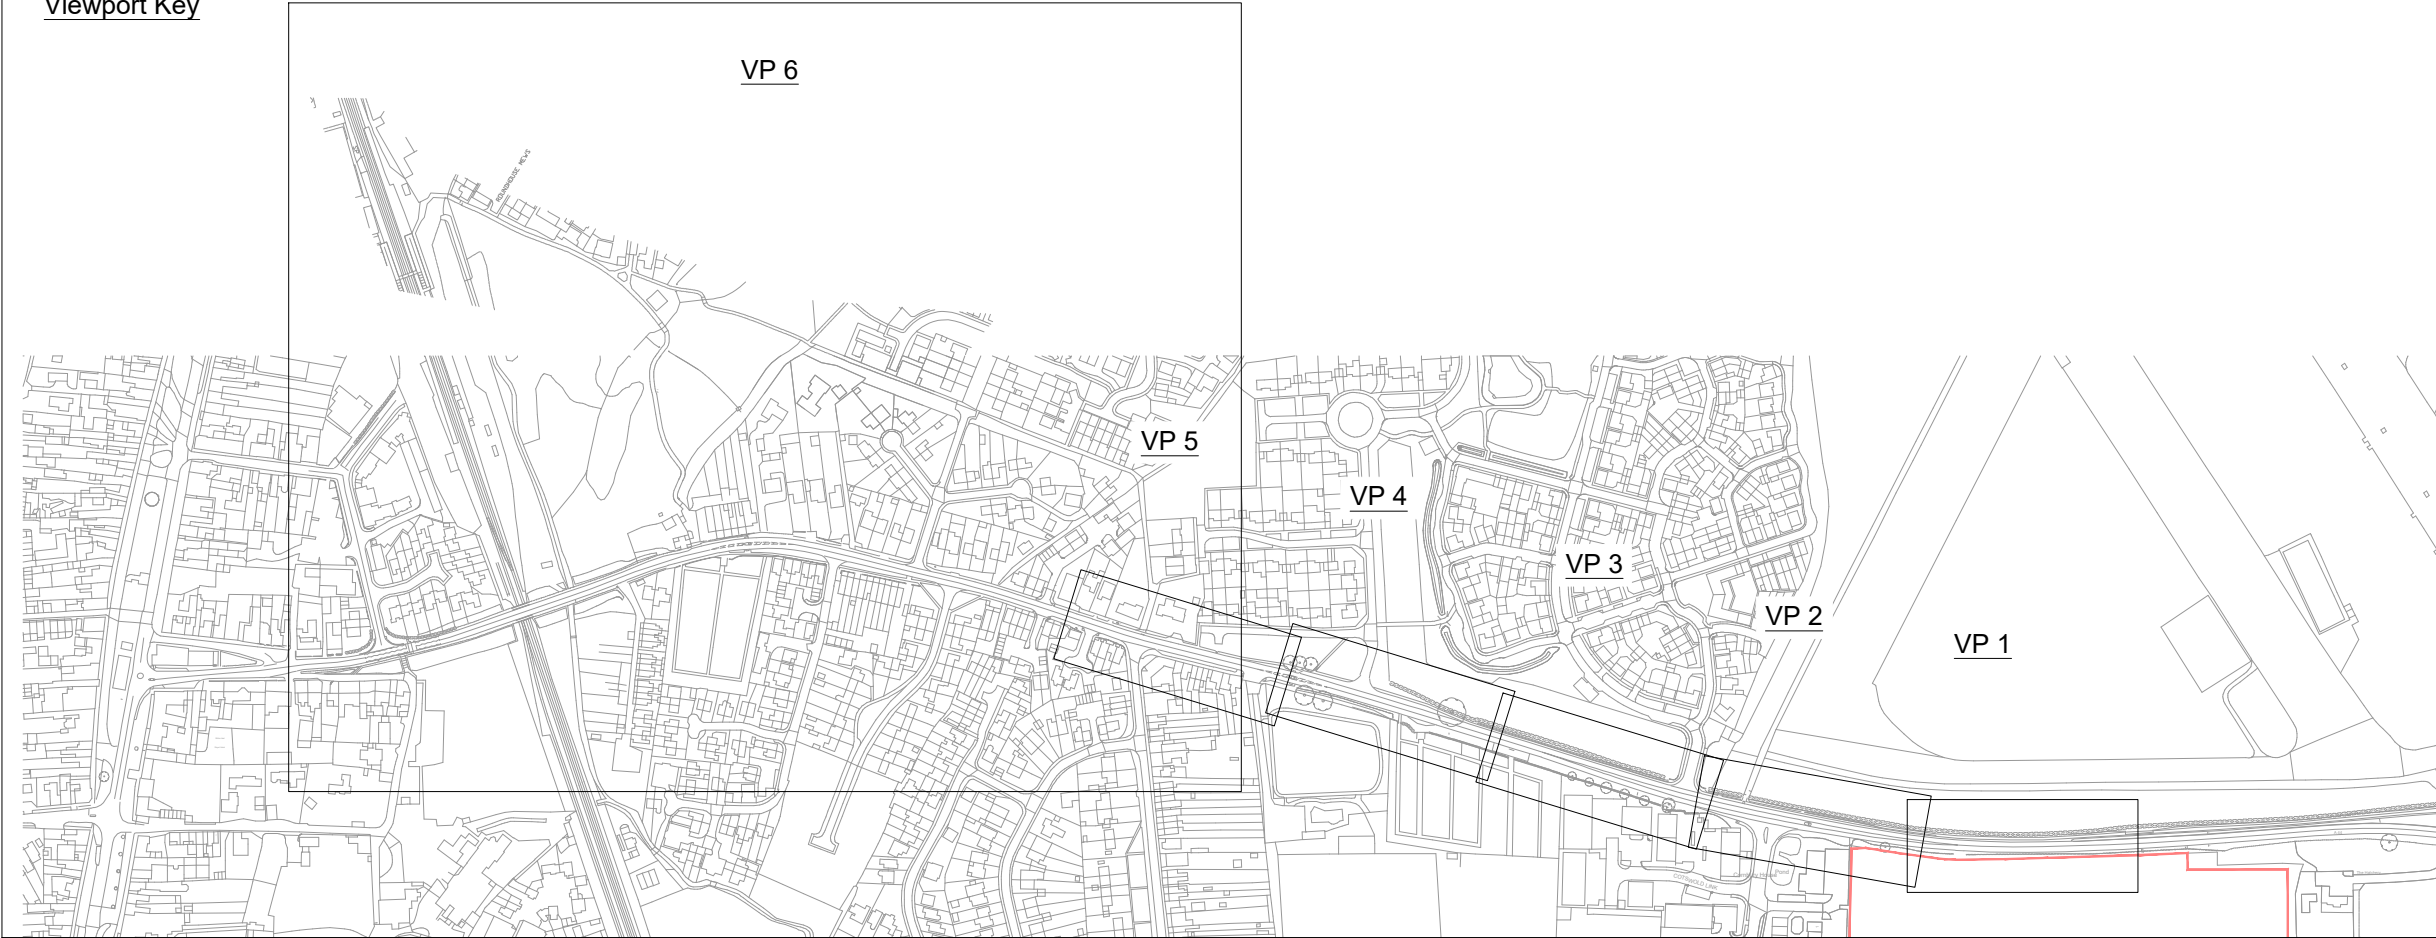 Viewport Key
VP 6
ROUNDHOUSE MEWS
VP 5
VP 4
VP 3
VP 2
VP 1
COTSWOLD LINK
Pond